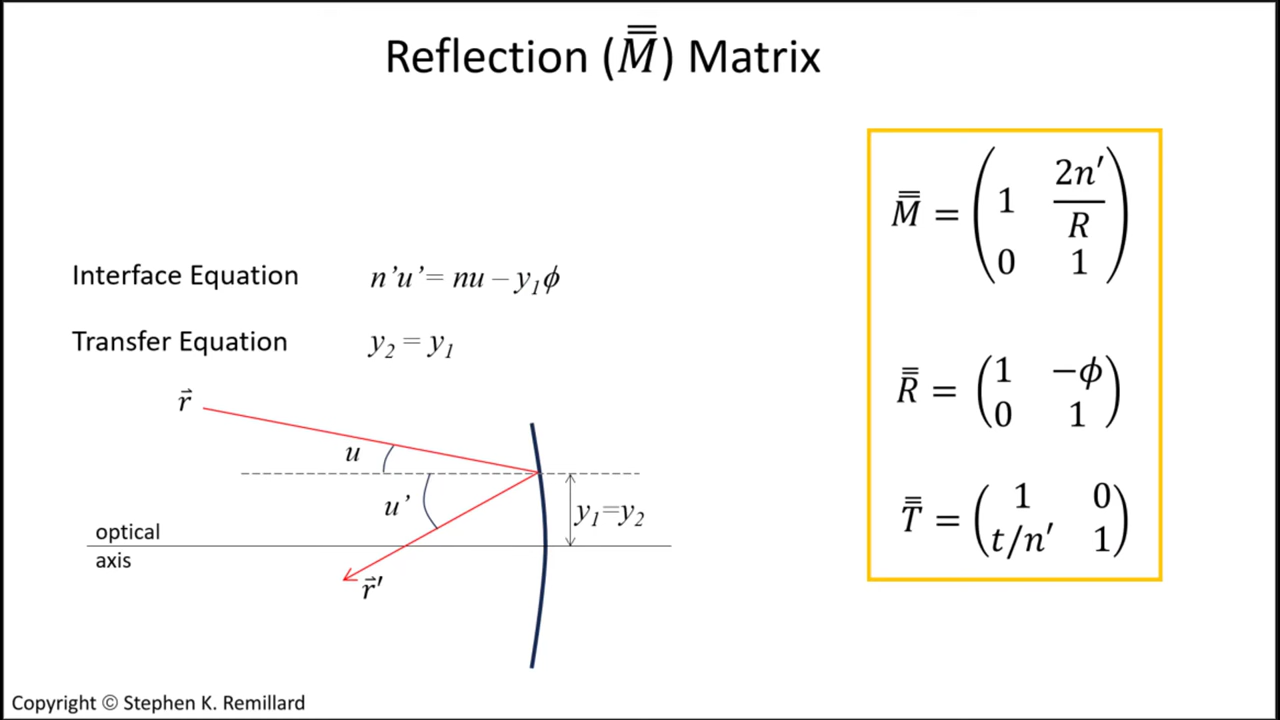 Reflection (M̿) Matrix
Interface Equation n’u’= nu – y₁ϕ
Transfer Equation y₂ = y₁
r⃗
u
u’
y₁=y₂
optical
axis
r⃗′
M̿ = (1 2n′/R
0 1)
R̿ = (1 −ϕ
0 1)
T̿ = (1 0
t/n′ 1)
Copyright © Stephen K. Remillard